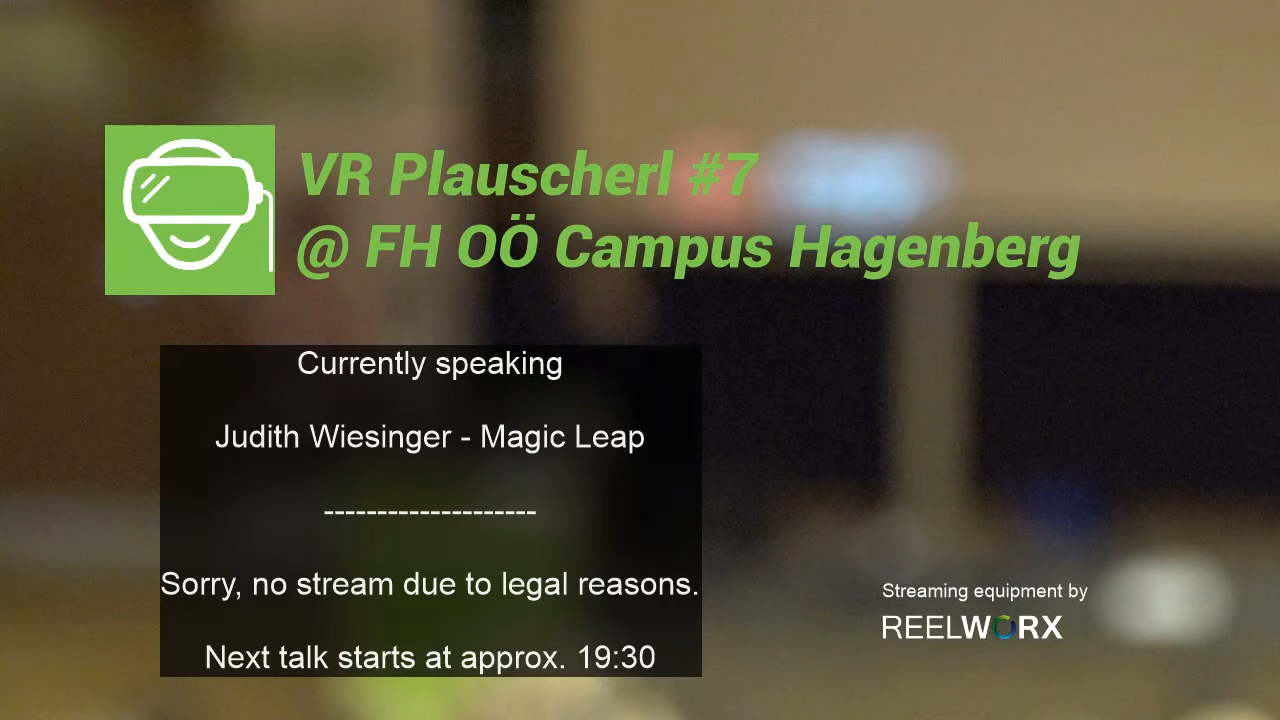 VR Plauscherl #7
@ FH OÖ Campus Hagenberg
Currently speaking
Judith Wiesinger - Magic Leap
--------------------
Sorry, no stream due to legal reasons.
Next talk starts at approx. 19:30
Streaming equipment by
REELWORX